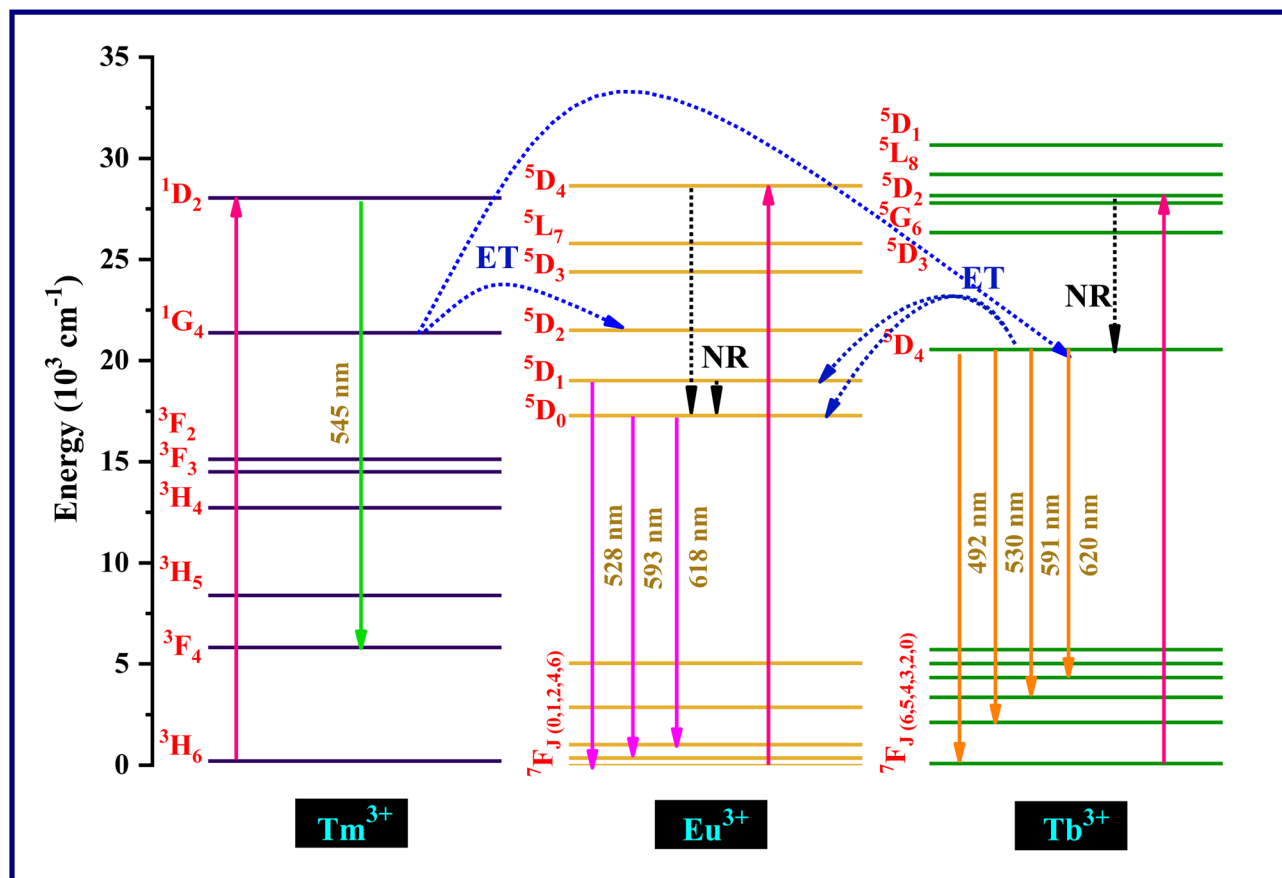 Energy (10³ cm⁻¹)
35
30
25
20
15
10
5
0
¹D₂
¹G₄
³F₂
³F₃
³H₄
³H₅
³F₄
³H₆
545 nm
Tm³⁺
ET
⁵D₄
⁵L₇
⁵D₃
⁵D₂
⁵D₁
⁵D₀
NR
528 nm
593 nm
618 nm
⁷F J (0,1,2,4,6)
Eu³⁺
⁵D₁
⁵L₈
⁵D₂
⁵G₆
⁵D₃
ET
NR
⁵D₄
492 nm
530 nm
591 nm
620 nm
⁷F J (6,5,4,3,2,0)
Tb³⁺